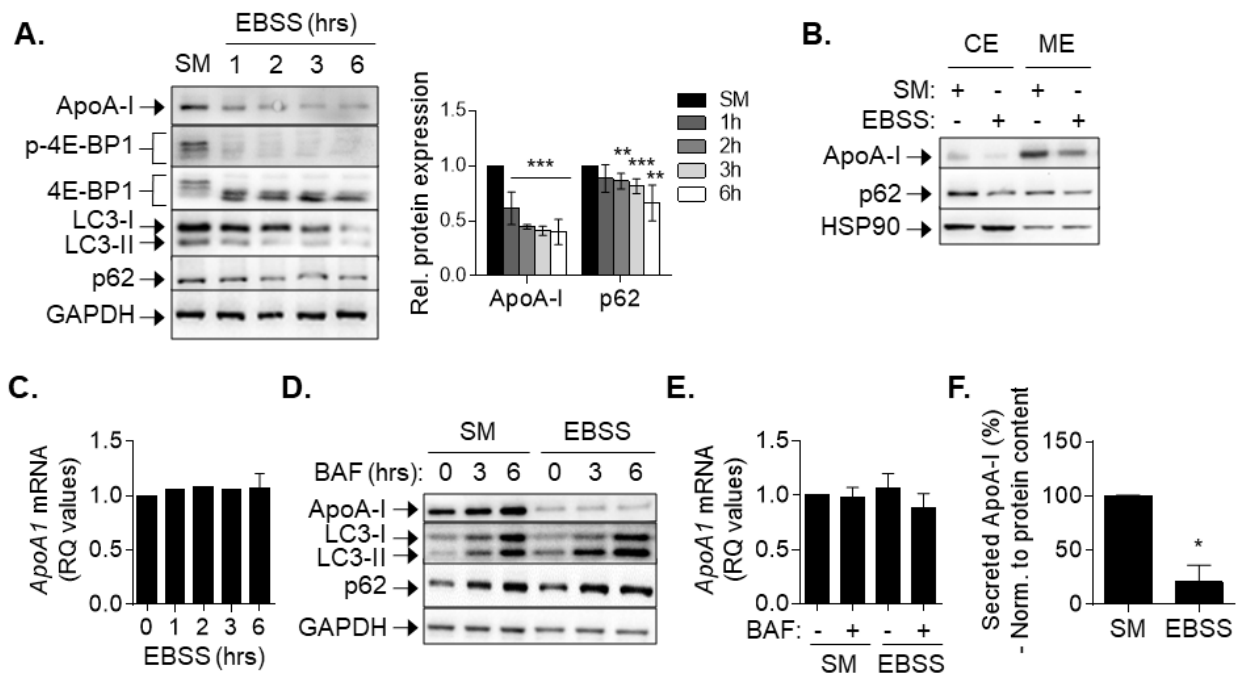 A.
EBSS (hrs)
SM 1 2 3 6
ApoA-I
p-4E-BP1
4E-BP1
LC3-I
LC3-II
p62
GAPDH
Rel. protein expression
1.5
1.0
0.5
0.0
***
**
***
**
ApoA-I p62
SM
1h
2h
3h
6h
B.
CE ME
SM: + - + -
EBSS: - + - +
ApoA-I
p62
HSP90
C.
ApoA1 mRNA
(RQ values)
1.5
1.0
0.5
0.0
0 1 2 3 6
EBSS (hrs)
D.
SM EBSS
BAF (hrs): 0 3 6 0 3 6
ApoA-I
LC3-I
LC3-II
p62
GAPDH
E.
ApoA1 mRNA
(RQ values)
1.5
1.0
0.5
0.0
BAF: - + - +
SM EBSS
F.
Secreted ApoA-I (%)
- Norm. to protein content
150
100
50
0
*
SM EBSS